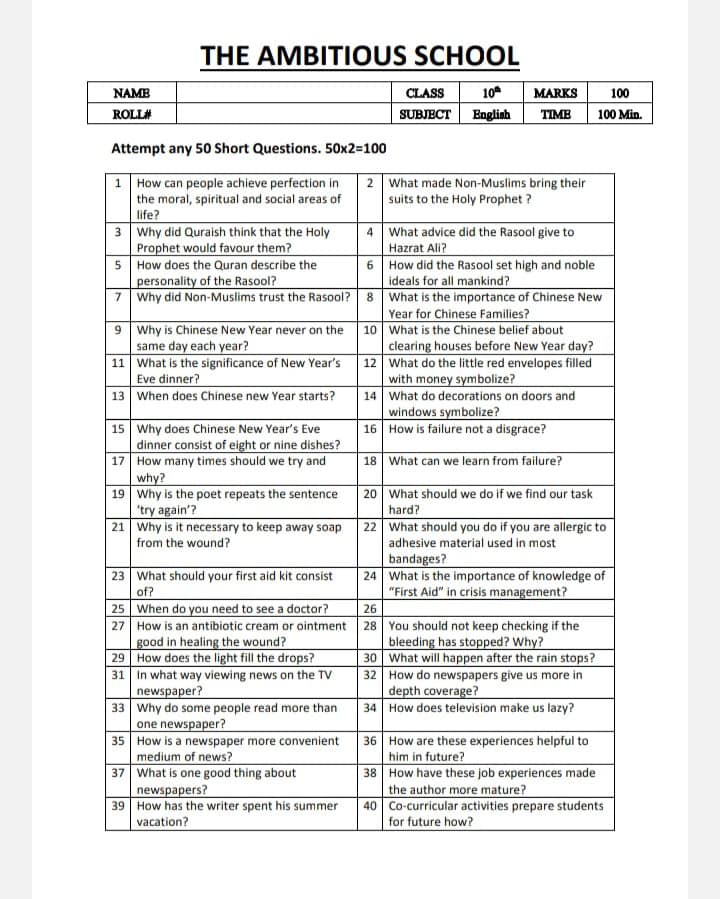 THE AMBITIOUS SCHOOL
NAME CLASS 10th MARKS 100
ROLL# SUBJECT English TIME 100 Min.
Attempt any 50 Short Questions. 50x2=100
1 How can people achieve perfection in
the moral, spiritual and social areas of
life?
2 What made Non-Muslims bring their
suits to the Holy Prophet ?
3 Why did Quraish think that the Holy
Prophet would favour them?
4 What advice did the Rasool give to
Hazrat Ali?
5 How does the Quran describe the
personality of the Rasool?
6 How did the Rasool set high and noble
ideals for all mankind?
7 Why did Non-Muslims trust the Rasool?
8 What is the importance of Chinese New
Year for Chinese Families?
9 Why is Chinese New Year never on the
same day each year?
10 What is the Chinese belief about
clearing houses before New Year day?
11 What is the significance of New Year's
Eve dinner?
12 What do the little red envelopes filled
with money symbolize?
13 When does Chinese new Year starts?
14 What do decorations on doors and
windows symbolize?
15 Why does Chinese New Year's Eve
dinner consist of eight or nine dishes?
16 How is failure not a disgrace?
17 How many times should we try and
why?
18 What can we learn from failure?
19 Why is the poet repeats the sentence
'try again'?
20 What should we do if we find our task
hard?
21 Why is it necessary to keep away soap
from the wound?
22 What should you do if you are allergic to
adhesive material used in most
bandages?
23 What should your first aid kit consist
of?
24 What is the importance of knowledge of
"First Aid" in crisis management?
25 When do you need to see a doctor?
26
27 How is an antibiotic cream or ointment
good in healing the wound?
28 You should not keep checking if the
bleeding has stopped? Why?
29 How does the light fill the drops?
30 What will happen after the rain stops?
31 In what way viewing news on the TV
newspaper?
32 How do newspapers give us more in
depth coverage?
33 Why do some people read more than
one newspaper?
34 How does television make us lazy?
35 How is a newspaper more convenient
medium of news?
36 How are these experiences helpful to
him in future?
37 What is one good thing about
newspapers?
38 How have these job experiences made
the author more mature?
39 How has the writer spent his summer
vacation?
40 Co-curricular activities prepare students
for future how?